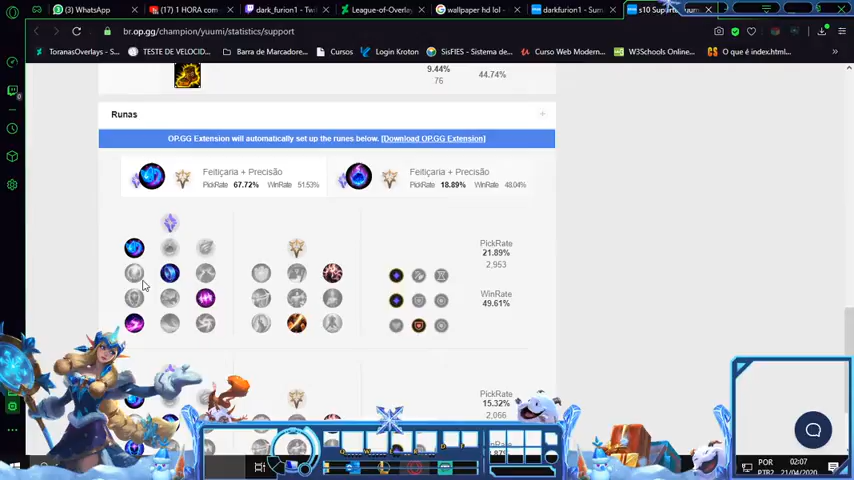 (3) WhatsApp
(17) 1 HORA com
dark_furion1 - Twi
League-of-Overlay
wallpaper hd lol -
darkfurion1 - Sum
s10 Support
br.op.gg/champion/yuumi/statistics/support
ToranasOverlays - S...
TESTE DE VELOCID...
Barra de Marcador...
Cursos
Login Kroton
SisFIES - Sistema de...
Curso Web Modern...
W3Schools Online...
O que é index.html...
9.44%
76
44.74%
Runas
OP.GG Extension will automatically set up the runes below. [Download OP.GG Extension]
Feitiçaria + Precisão
PickRate 67.72% WinRate 51.53%
Feitiçaria + Precisão
PickRate 18.89% WinRate 48.04%
PickRate
21.89%
2,953
WinRate
49.61%
PickRate
15.32%
2,066
POR
PTB2
02:07
21/04/2020